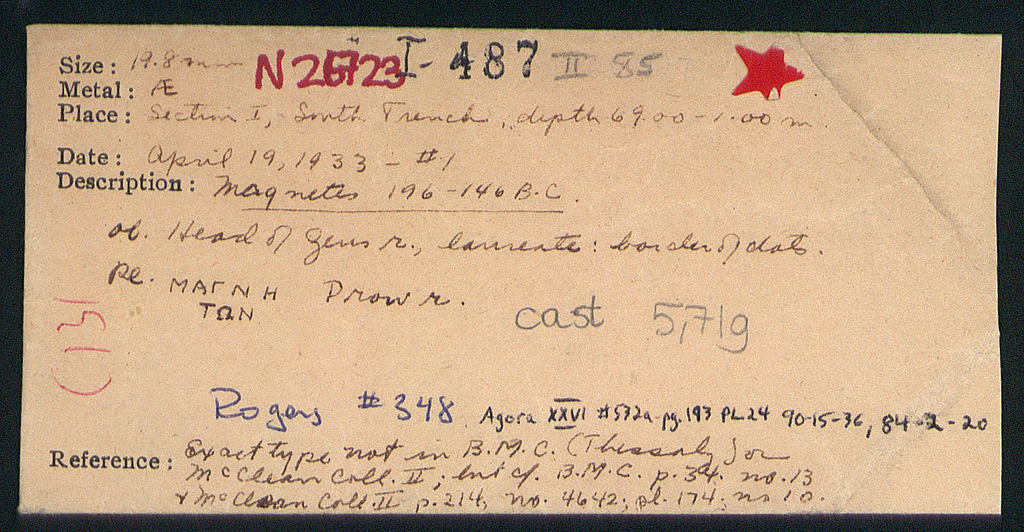 Size : 19.8 mm N 26723 I- 487 II 85
Metal : Æ
Place : Section I, South Trench, depth 69.00 - 1.00 m.
Date : April 19, 1933 - #1
Description : Magnetes 196-146 B.C.
ob. Head of Zeus r., laureate: border of dots.
Re. ΜΑΓΝΗ Prow r.
ΤΩΝ
cast 5,71g
Rogers #348 Agora XXVI #532a pg. 193 PL.24 90-15-36, 84-2-20
Reference : Exact type not in B.M.C. (Thessaly) or
McClean Coll. II; but cf. B.M.C. p. 34, no. 13
& McClean Coll. II p. 214, no. 4642; pl. 174, no 10.